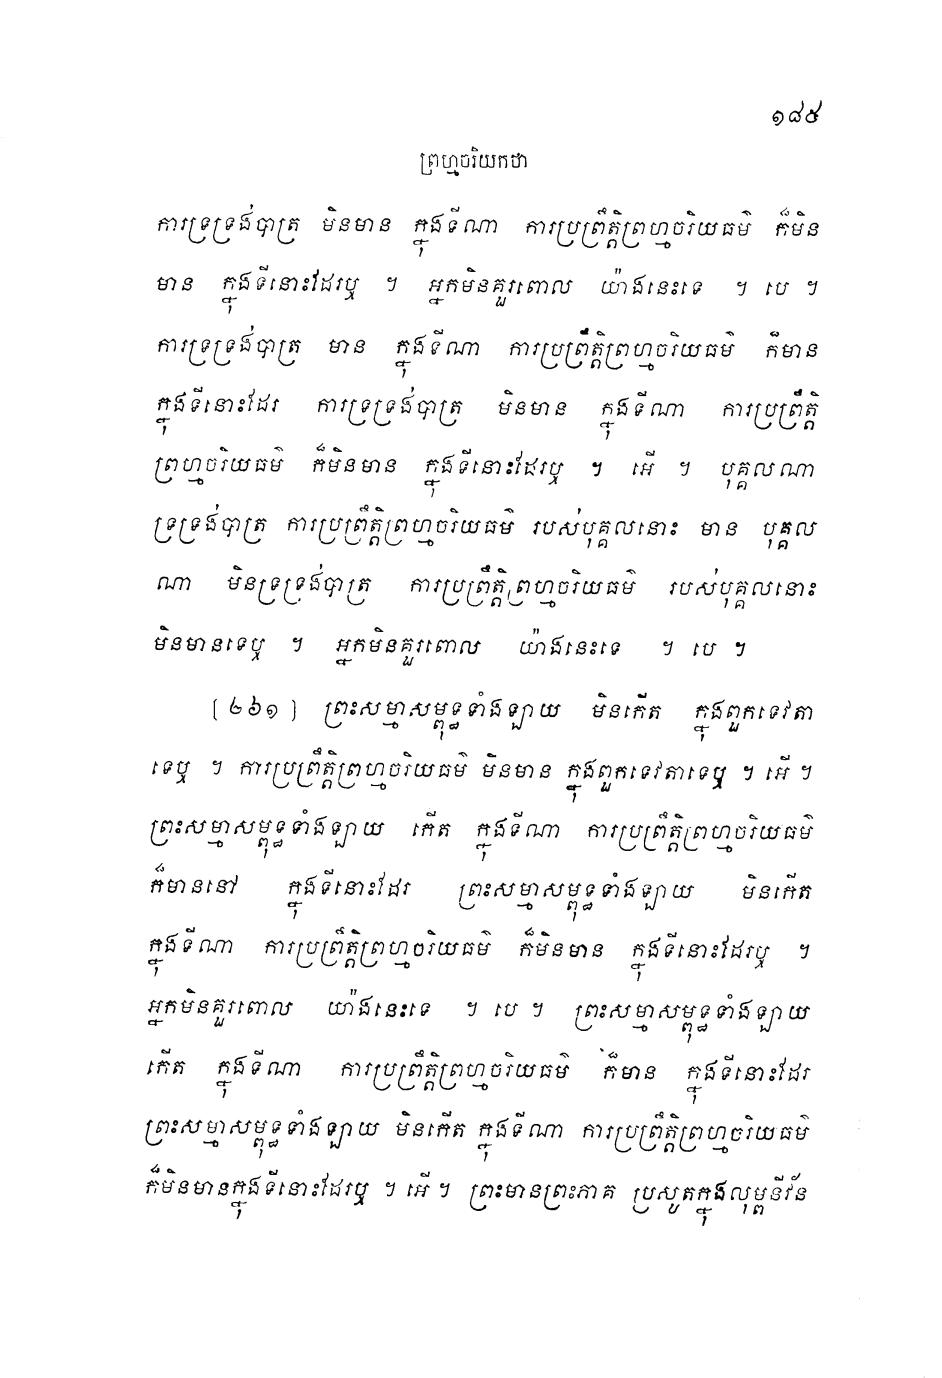 ១៨៥
ព្រហ្មចរិយកថា
ការទ្រទ្រង់បាត្រ មិនមាន ក្នុងទីណា ការប្រព្រឹត្តិព្រហ្មចរិយធម៌ ក៏មិន
មាន ក្នុងទីនោះដែរឬ ។ អ្នកមិនគួរពោល យ៉ាងនេះទេ ។ បេ ។
ការទ្រទ្រង់បាត្រ មាន ក្នុងទីណា ការប្រព្រឹត្តិព្រហ្មចរិយធម៌ ក៏មាន
ក្នុងទីនោះដែរ ការទ្រទ្រង់បាត្រ មិនមាន ក្នុងទីណា ការប្រព្រឹត្តិ
ព្រហ្មចរិយធម៌ ក៏មិនមាន ក្នុងទីនោះដែរឬ ។ អើ ។ បុគ្គលណា
ទ្រទ្រង់បាត្រ ការប្រព្រឹត្តិព្រហ្មចរិយធម៌ របស់បុគ្គលនោះ មាន បុគ្គល
ណា មិនទ្រទ្រង់បាត្រ ការប្រព្រឹត្តិព្រហ្មចរិយធម៌ របស់បុគ្គលនោះ
មិនមានទេឬ ។ អ្នកមិនគួរពោល យ៉ាងនេះទេ ។ បេ ។
[២៦១] ព្រះសម្មាសម្ពុទ្ធទាំងឡាយ មិនកើត ក្នុងពួកទេវតា
ទេឬ ។ ការប្រព្រឹត្តិព្រហ្មចរិយធម៌ មិនមាន ក្នុងពួកទេវតាទេឬ ។ អើ ។
ព្រះសម្មាសម្ពុទ្ធទាំងឡាយ កើត ក្នុងទីណា ការប្រព្រឹត្តិព្រហ្មចរិយធម៌
ក៏មាននៅ ក្នុងទីនោះដែរ ព្រះសម្មាសម្ពុទ្ធទាំងឡាយ មិនកើត
ក្នុងទីណា ការប្រព្រឹត្តិព្រហ្មចរិយធម៌ ក៏មិនមាន ក្នុងទីនោះដែរឬ ។
អ្នកមិនគួរពោល យ៉ាងនេះទេ ។ បេ ។ ព្រះសម្មាសម្ពុទ្ធទាំងឡាយ
កើត ក្នុងទីណា ការប្រព្រឹត្តិព្រហ្មចរិយធម៌ ក៏មាន ក្នុងទីនោះដែរ
ព្រះសម្មាសម្ពុទ្ធទាំងឡាយ មិនកើត ក្នុងទីណា ការប្រព្រឹត្តិព្រហ្មចរិយធម៌
ក៏មិនមានក្នុងទីនោះដែរឬ ។ អើ ។ ព្រះមានព្រះភាគ ប្រសូតក្នុងលុម្ពនីវ័ន